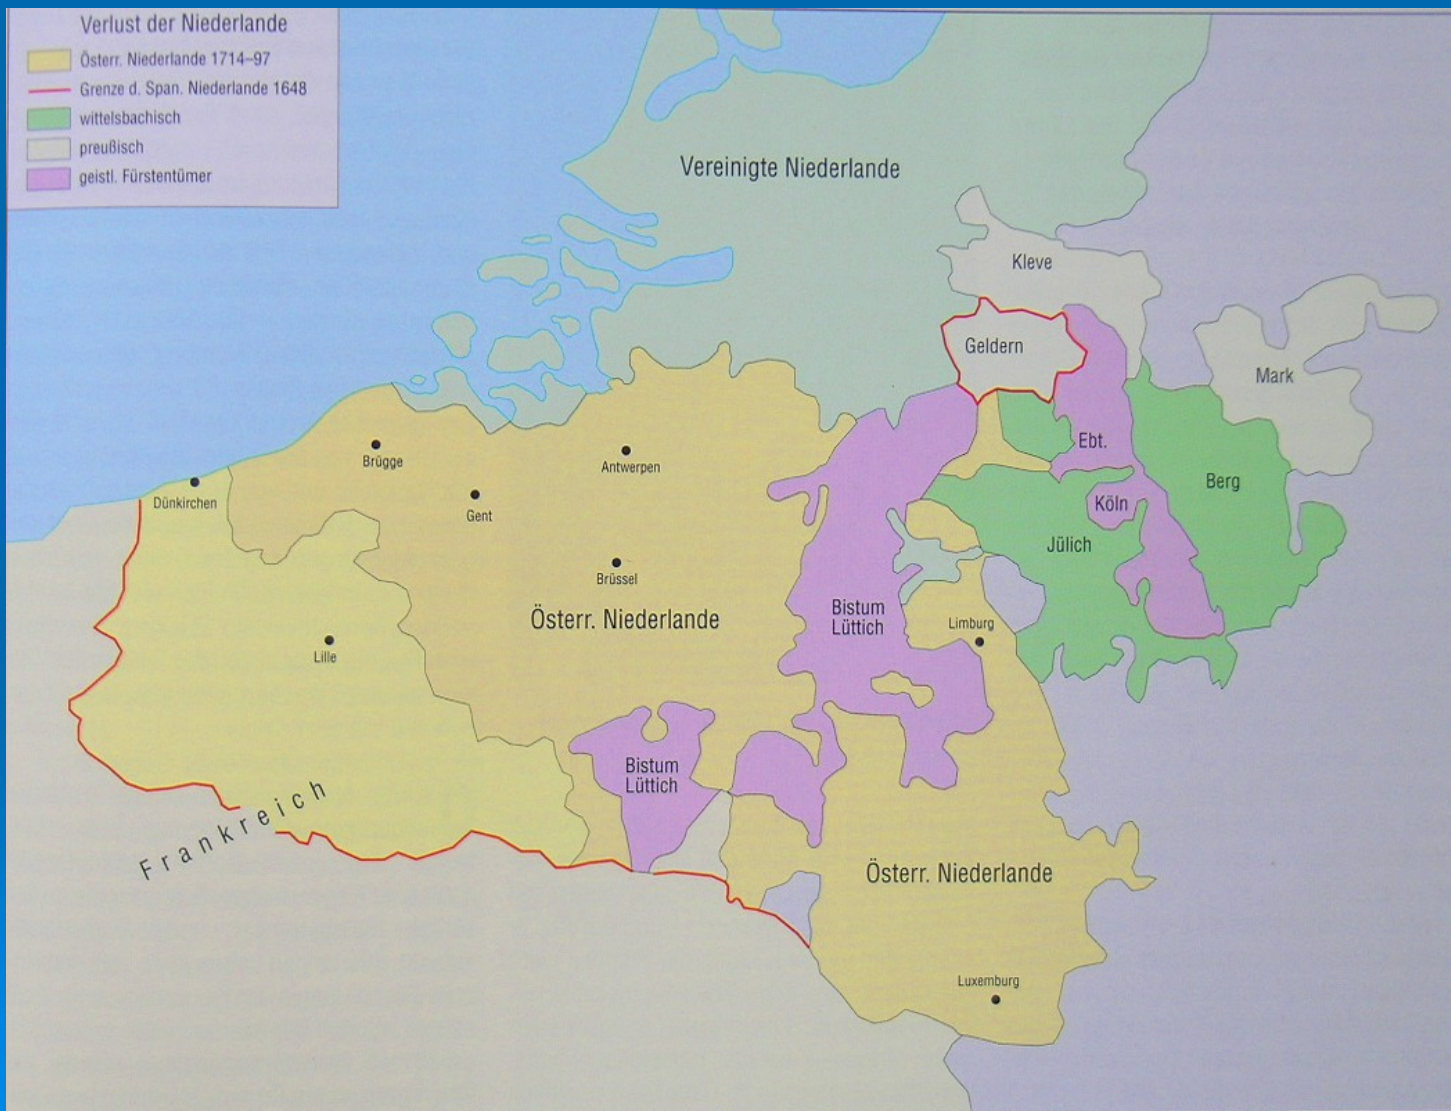 Verlust der Niederlande
Österr. Niederlande 1714–97
Grenze d. Span. Niederlande 1648
wittelsbachisch
preußisch
geistl. Fürstentümer
Vereinigte Niederlande
Kleve
Geldern
Mark
Ebt.
Köln
Berg
Jülich
Brügge
Antwerpen
Dünkirchen
Gent
Brüssel
Österr. Niederlande
Bistum
Lüttich
Limburg
Lille
Bistum
Lüttich
Frankreich
Österr. Niederlande
Luxemburg